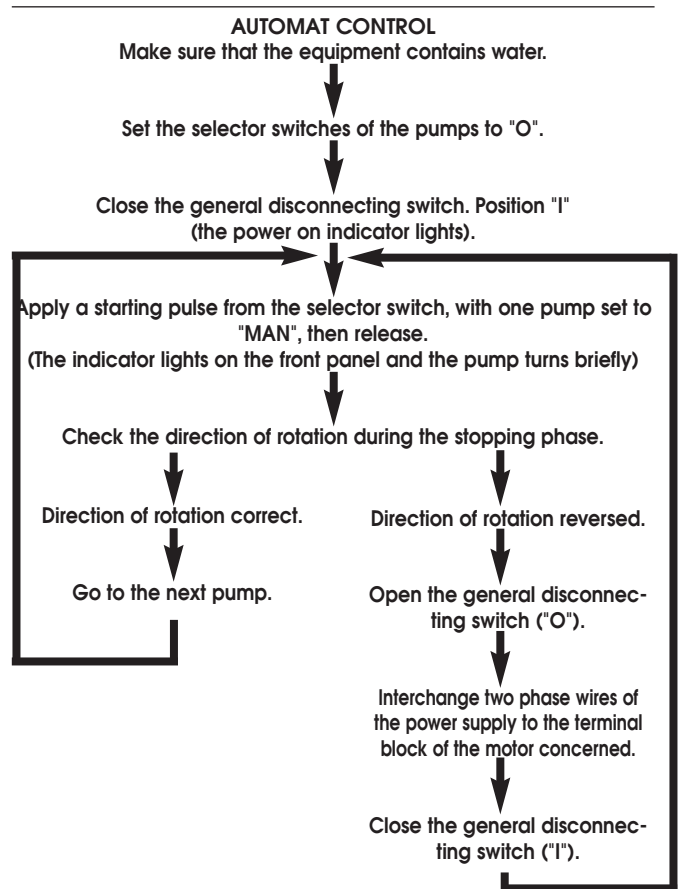 AUTOMAT CONTROL
Make sure that the equipment contains water.
Set the selector switches of the pumps to "O".
Close the general disconnecting switch. Position "I"
(the power on indicator lights).
Apply a starting pulse from the selector switch, with one pump set to
"MAN", then release.
(The indicator lights on the front panel and the pump turns briefly)
Check the direction of rotation during the stopping phase.
Direction of rotation correct.
Go to the next pump.
Direction of rotation reversed.
Open the general disconnec-
ting switch ("O").
Interchange two phase wires of
the power supply to the terminal
block of the motor concerned.
Close the general disconnec-
ting switch ("I").